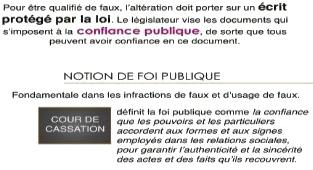 Pour être qualifié de faux, l'altération doit porter sur un écrit
protégé par la loi. Le législateur vise les documents qui
s'imposent à la confiance publique, de sorte que tous
peuvent avoir confiance en ce document.
NOTION DE FOI PUBLIQUE
Fondamentale dans les infractions de faux et d'usage de faux.
COUR DE
CASSATION
définit la foi publique comme la confiance
que les pouvoirs et les particuliers
accordent aux formes et aux signes
employés dans les relations sociales,
pour garantir l'authenticité et la sincérité
des actes et des faits qu'ils recouvrent.